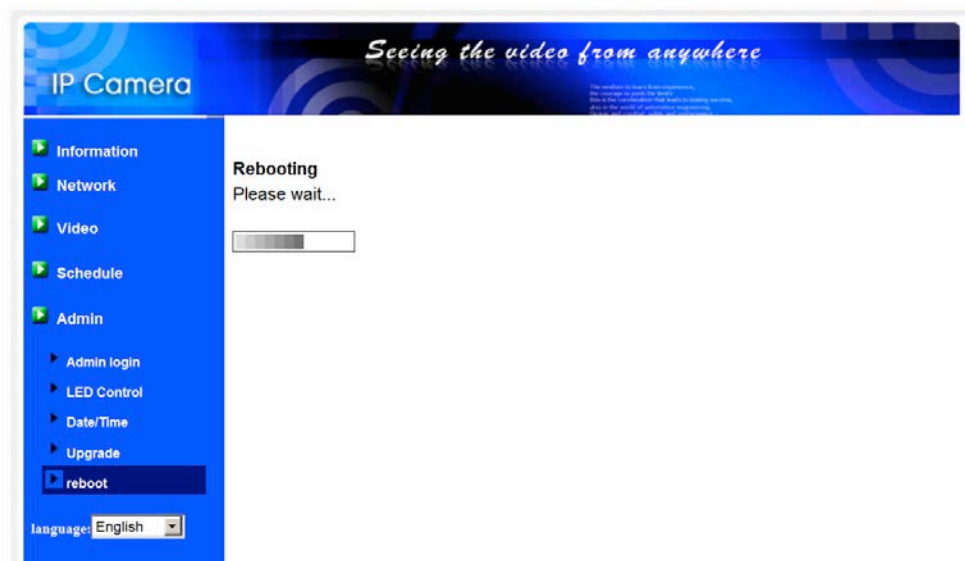 Seeing the video from anywhere
IP Camera
Information
Network
Video
Schedule
Admin
Admin login
LED Control
Date/Time
Upgrade
reboot
language: English
Rebooting
Please wait...